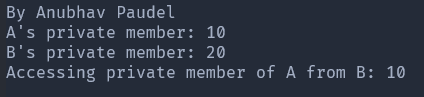 By Anubhav Paudel
A's private member: 10
B's private member: 20
Accessing private member of A from B: 10